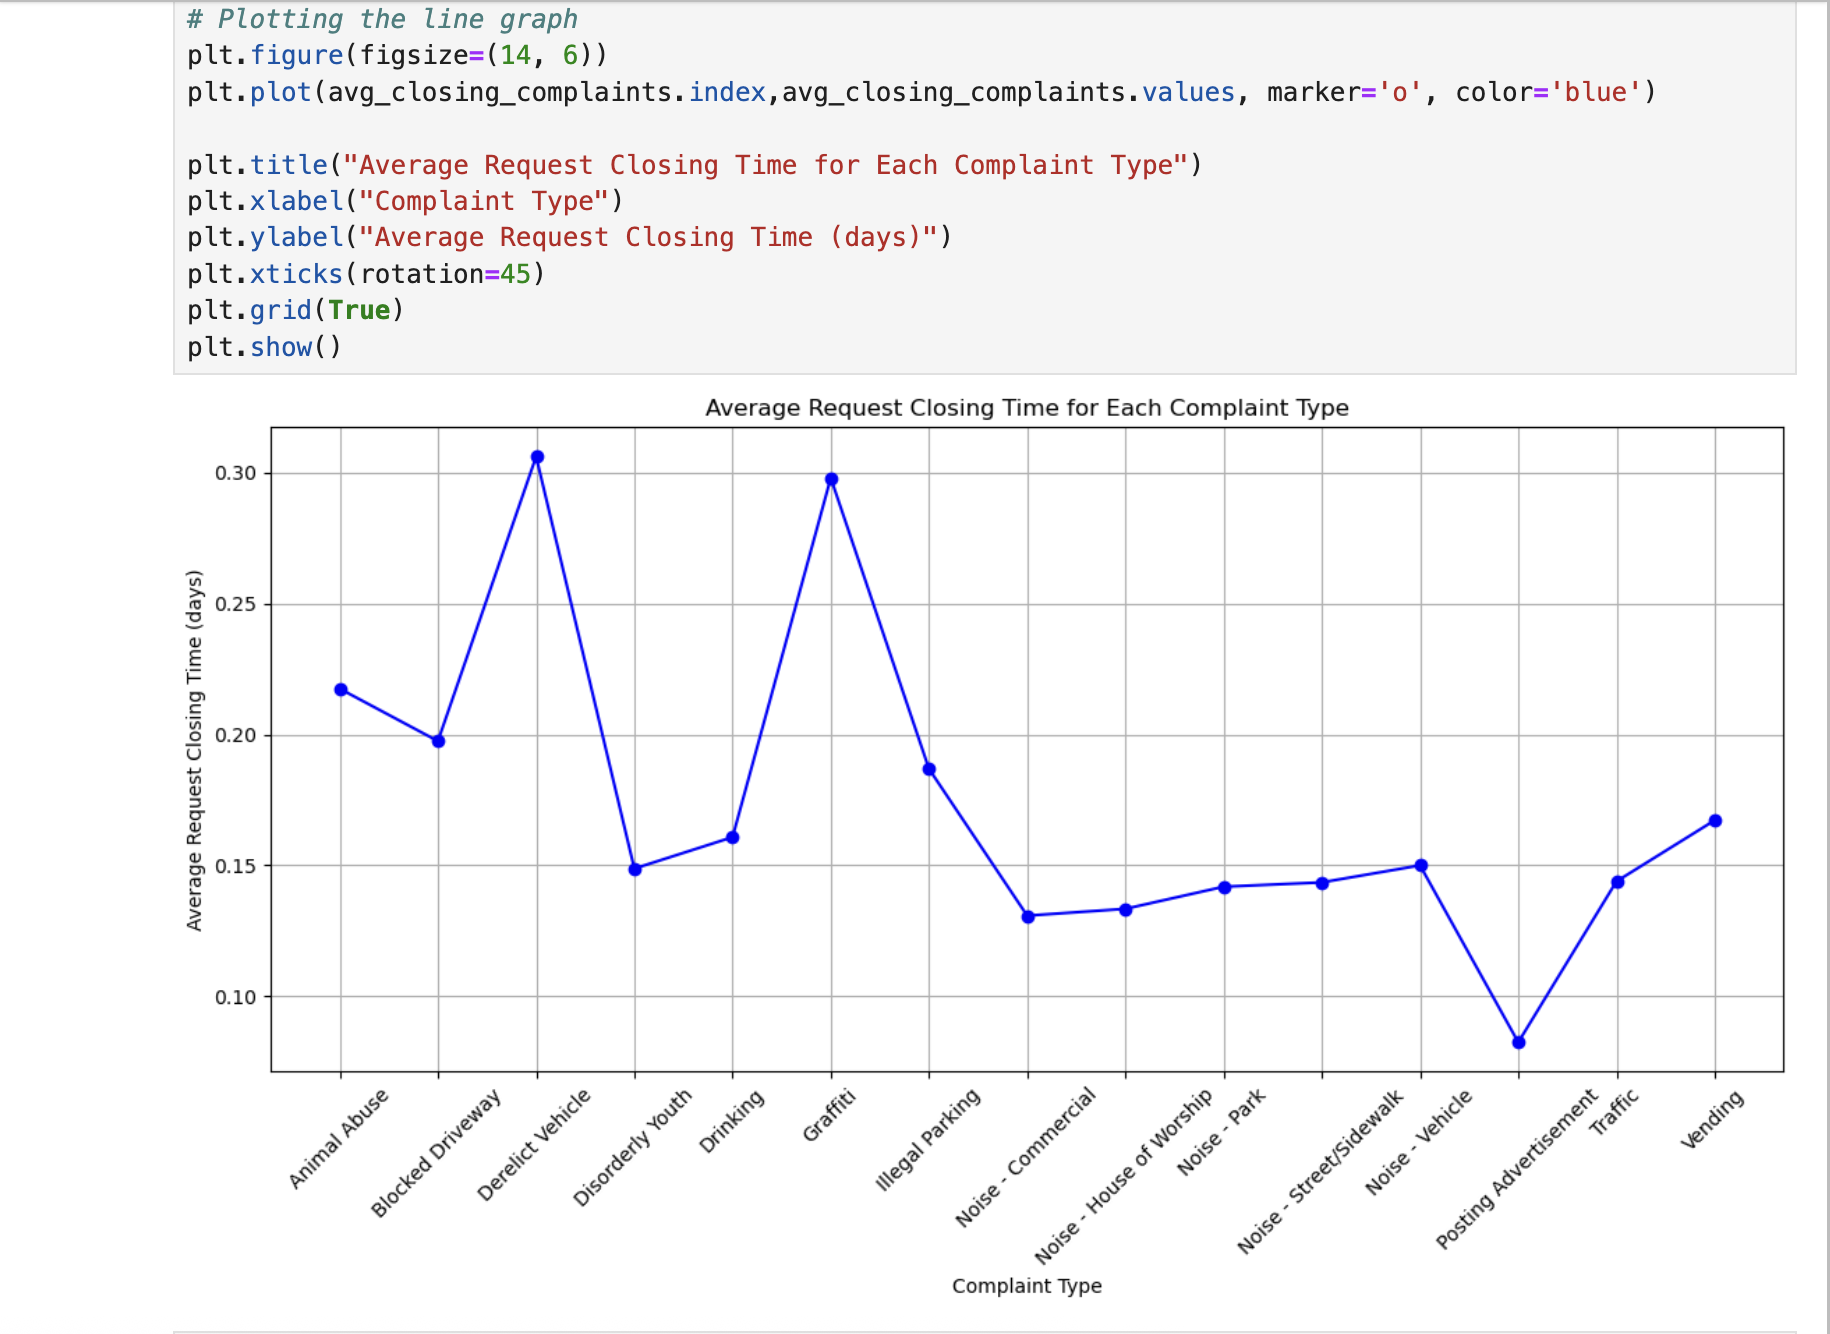 # Plotting the line graph
plt.figure(figsize=(14, 6))
plt.plot(avg_closing_complaints.index,avg_closing_complaints.values, marker='o', color='blue')
plt.title("Average Request Closing Time for Each Complaint Type")
plt.xlabel("Complaint Type")
plt.ylabel("Average Request Closing Time (days)")
plt.xticks(rotation=45)
plt.grid(True)
plt.show()
Average Request Closing Time for Each Complaint Type
Average Request Closing Time (days)
0.30
0.25
0.20
0.15
0.10
Animal Abuse
Blocked Driveway
Derelict Vehicle
Disorderly Youth
Drinking
Graffiti
Illegal Parking
Noise - Commercial
Noise - House of Worship
Noise - Park
Noise - Street/Sidewalk
Noise - Vehicle
Posting Advertisement
Traffic
Vending
Complaint Type